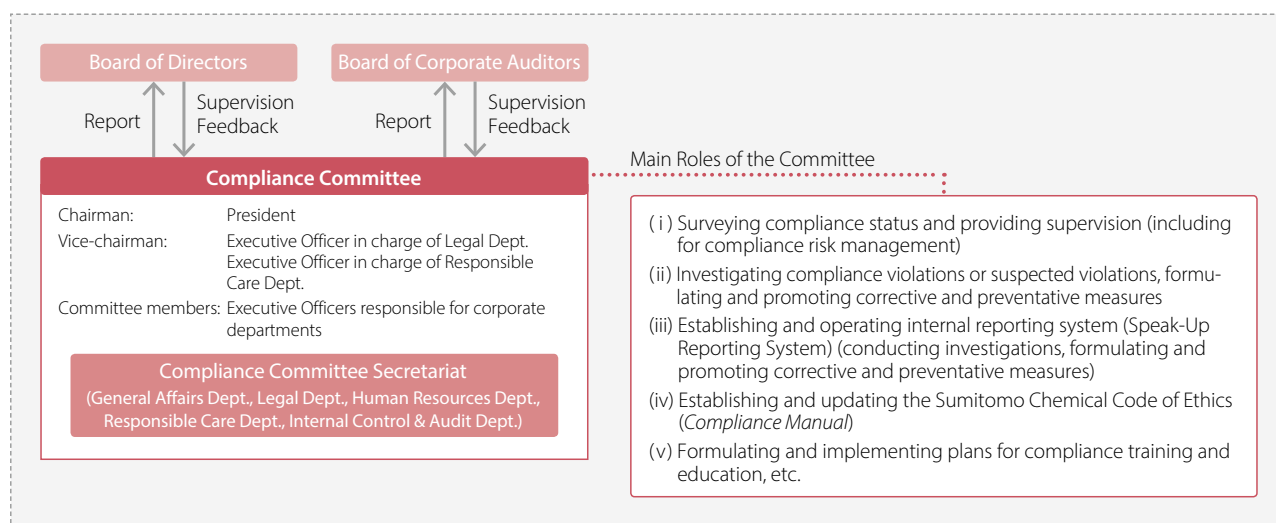 Board of Directors
Board of Corporate Auditors
Report
Supervision
Feedback
Report
Supervision
Feedback
Compliance Committee
Chairman: President
Vice-chairman: Executive Officer in charge of Legal Dept.
Executive Officer in charge of Responsible
Care Dept.
Committee members: Executive Officers responsible for corporate
departments
Compliance Committee Secretariat
(General Affairs Dept., Legal Dept., Human Resources Dept.,
Responsible Care Dept., Internal Control & Audit Dept.)
Main Roles of the Committee
(i) Surveying compliance status and providing supervision (including
for compliance risk management)
(ii) Investigating compliance violations or suspected violations, formu-
lating and promoting corrective and preventative measures
(iii) Establishing and operating internal reporting system (Speak-Up
Reporting System) (conducting investigations, formulating and
promoting corrective and preventative measures)
(iv) Establishing and updating the Sumitomo Chemical Code of Ethics
(Compliance Manual)
(v) Formulating and implementing plans for compliance training and
education, etc.